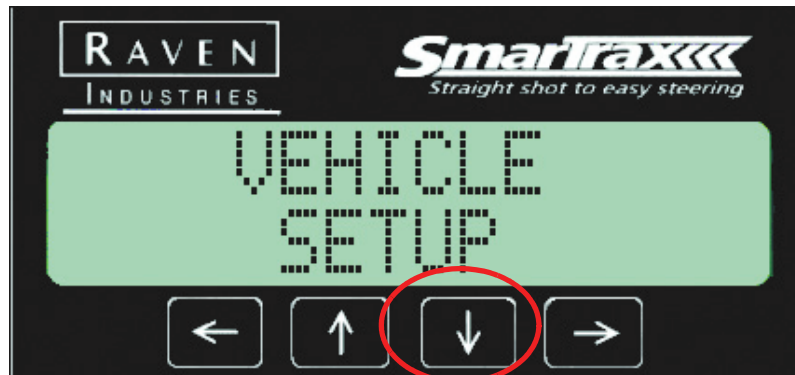 RAVEN
INDUSTRIES
SmarTrax
Straight shot to easy steering
VEHICLE
SETUP
← ↑ ↓ →